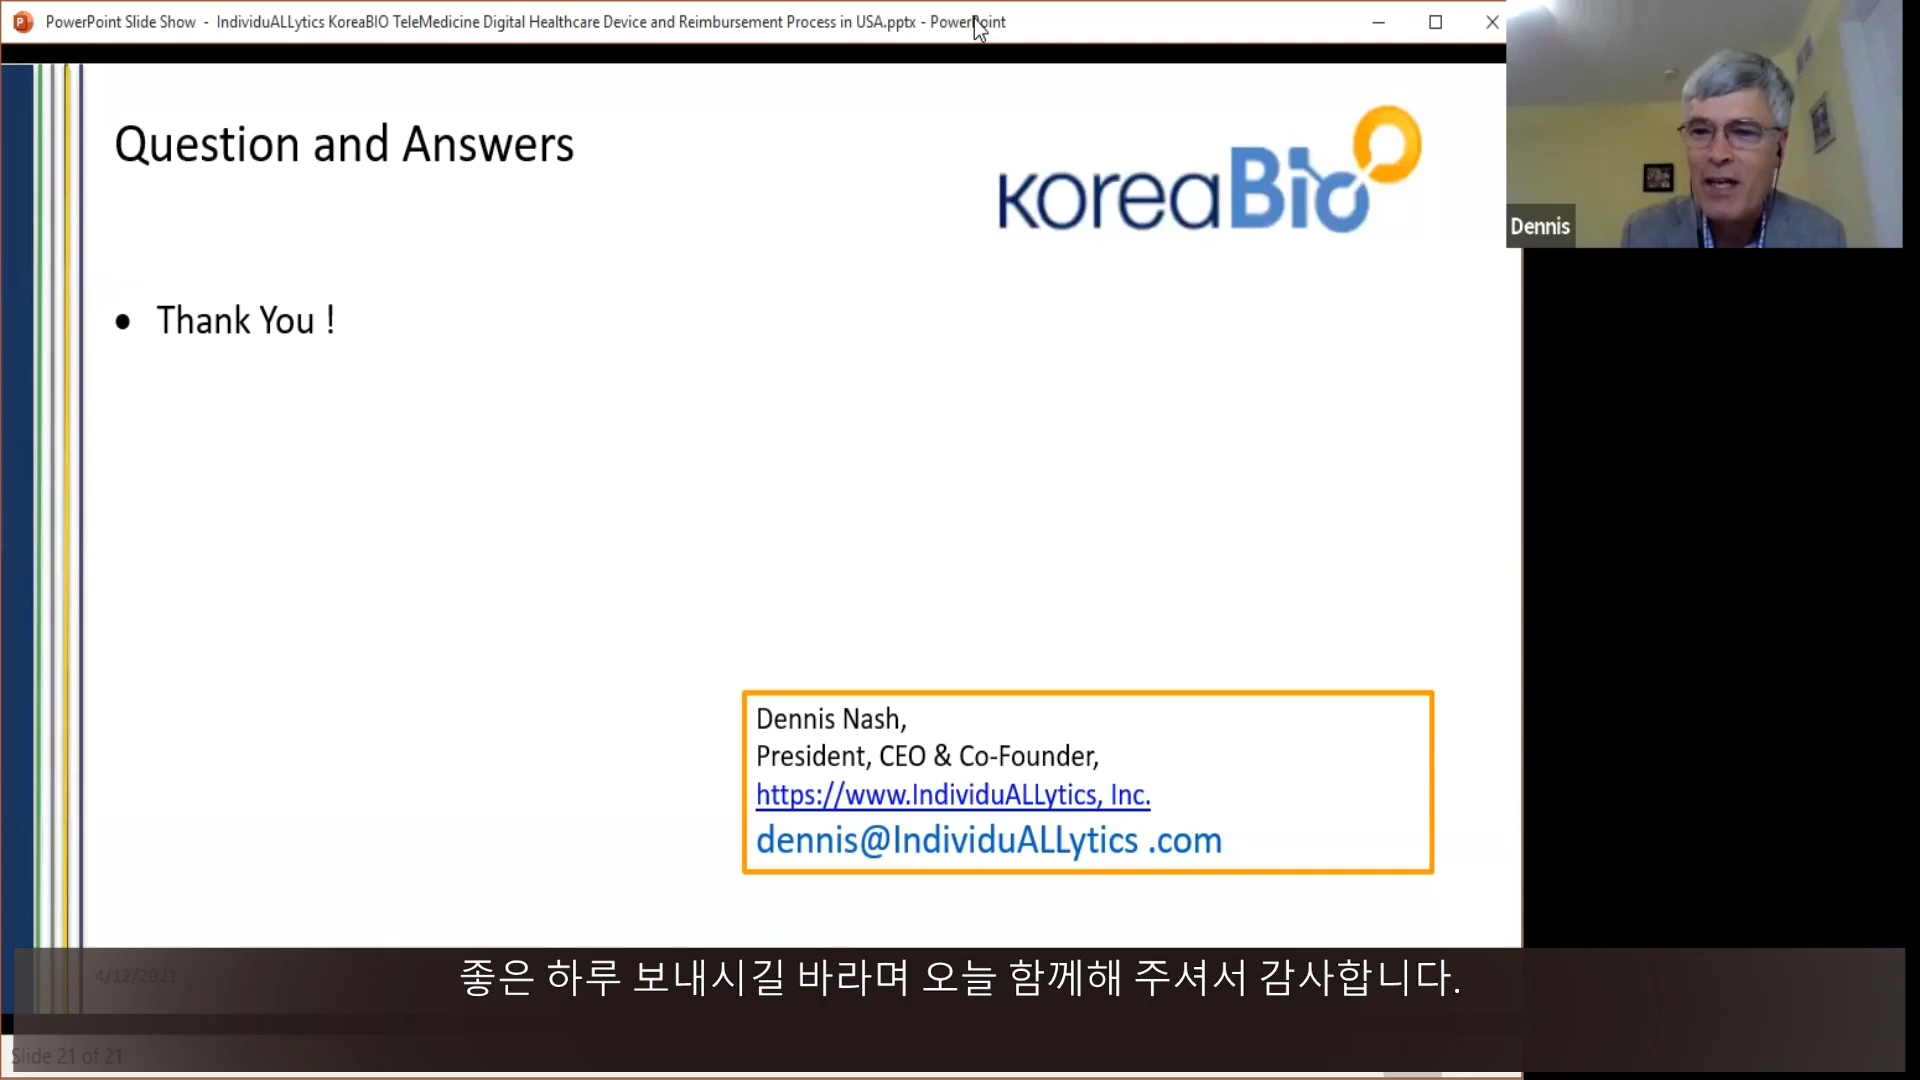 PowerPoint Slide Show - IndividuALLytics KoreaBIO TeleMedicine Digital Healthcare Device and Reimbursement Process in USA.pptx - PowerPoint
Question and Answers
koreaBio
Dennis
• Thank You !
Dennis Nash,
President, CEO & Co-Founder,
https://www.IndividuALLytics, Inc.
dennis@IndividuALLytics .com
4/12/2021
좋은 하루 보내시길 바라며 오늘 함께해 주셔서 감사합니다.
Slide 21 of 21